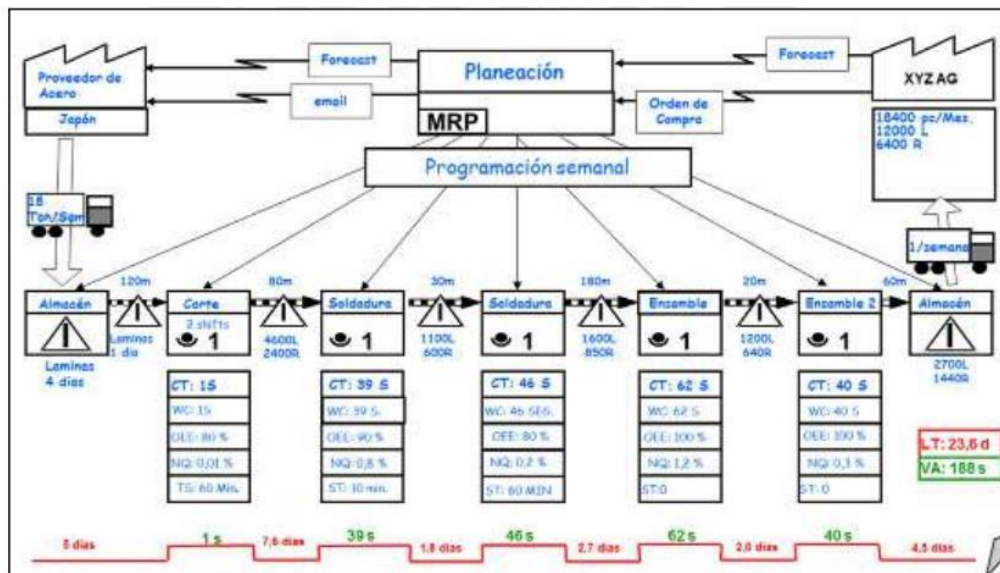 Proveedor de
Acero
Japón
Forecast
email
Planeación
MRP
Forecast
Orden de
Compra
XYZ AG
18400 pc/Mes.
12000 L
6400 R
Programación semanal
18
Ton/Sem
1/semana
Almacén
Laminas
4 dias
120m
Laminas
1 dia
Corte
2 shifts
1
80m
4600L
2400R
Soldadura
1
30m
1100L
600R
Soldadura
1
180m
1600L
850R
Ensamble
1
20m
1200L
640R
Ensamble 2
1
60m
Almacén
2700L
1440R
CT: 1S
WC: 1S
OEE: 80 %
NQ: 0,01 %
TS: 60 Min.
CT: 39 S
WC: 39 S.
OEE: 90 %
NQ: 0,8 %
ST: 30 min.
CT: 46 S
WC: 46 SEG.
OEE: 80 %
NQ: 0,2 %
ST: 60 MIN
CT: 62 S
WC: 62 S
OEE: 100 %
NQ: 1,2 %
ST: 0
CT: 40 S
WC: 40 S
OEE: 100 %
NQ: 0,3 %
ST: 0
LT: 23,6 d
VA: 188 s
5 dias
1 s
7,6 dias
39 s
1,8 dias
46 s
2,7 dias
62 s
2,0 dias
40 s
4,5 dias